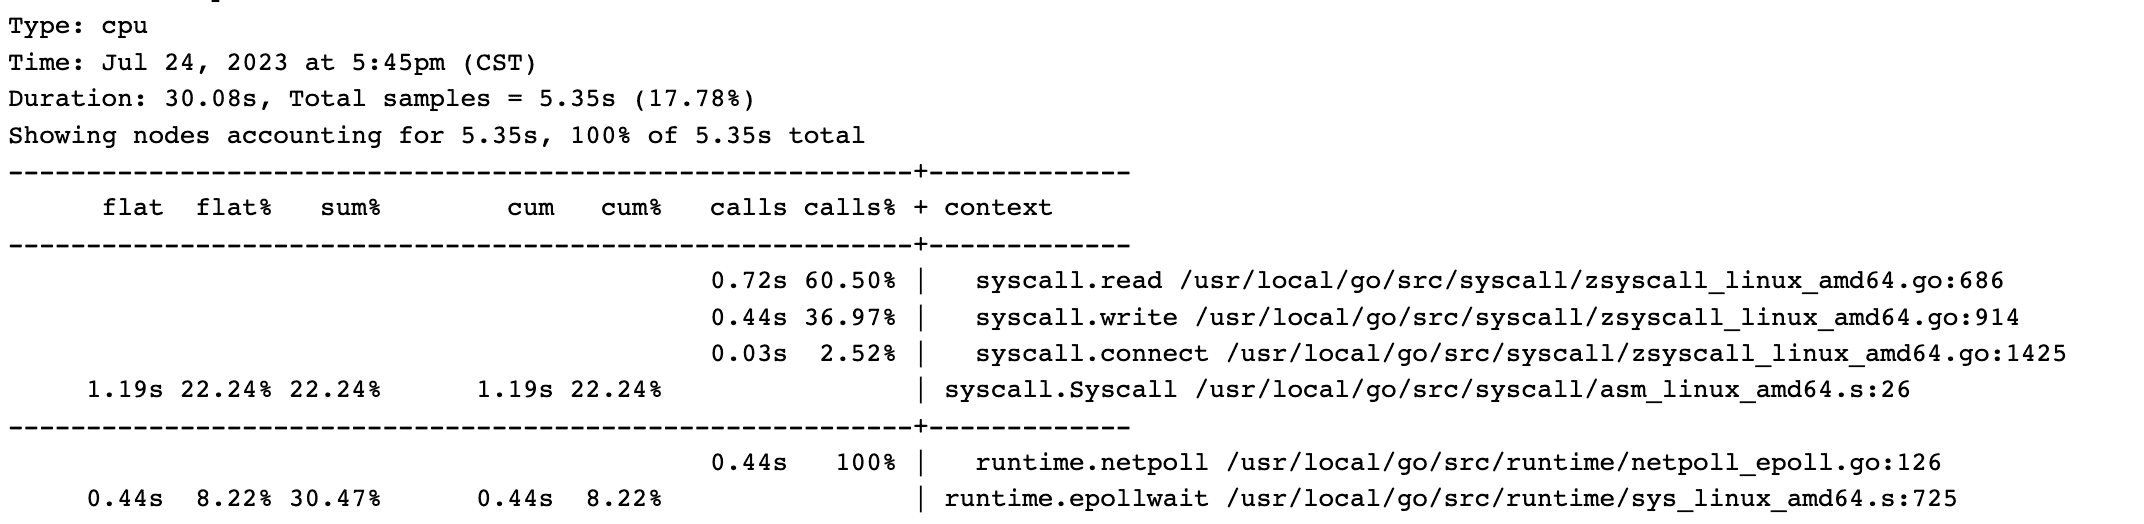 Type: cpu
Time: Jul 24, 2023 at 5:45pm (CST)
Duration: 30.08s, Total samples = 5.35s (17.78%)
Showing nodes accounting for 5.35s, 100% of 5.35s total
----------------------------------------------------------+-------------
      flat  flat%   sum%        cum   cum%   calls calls% + context
----------------------------------------------------------+-------------
                                             0.72s 60.50% |   syscall.read /usr/local/go/src/syscall/zsyscall_linux_amd64.go:686
                                             0.44s 36.97% |   syscall.write /usr/local/go/src/syscall/zsyscall_linux_amd64.go:914
                                             0.03s  2.52% |   syscall.connect /usr/local/go/src/syscall/zsyscall_linux_amd64.go:1425
     1.19s 22.24% 22.24%      1.19s 22.24%                | syscall.Syscall /usr/local/go/src/syscall/asm_linux_amd64.s:26
----------------------------------------------------------+-------------
                                             0.44s   100% |   runtime.netpoll /usr/local/go/src/runtime/netpoll_epoll.go:126
     0.44s  8.22% 30.47%      0.44s  8.22%                | runtime.epollwait /usr/local/go/src/runtime/sys_linux_amd64.s:725